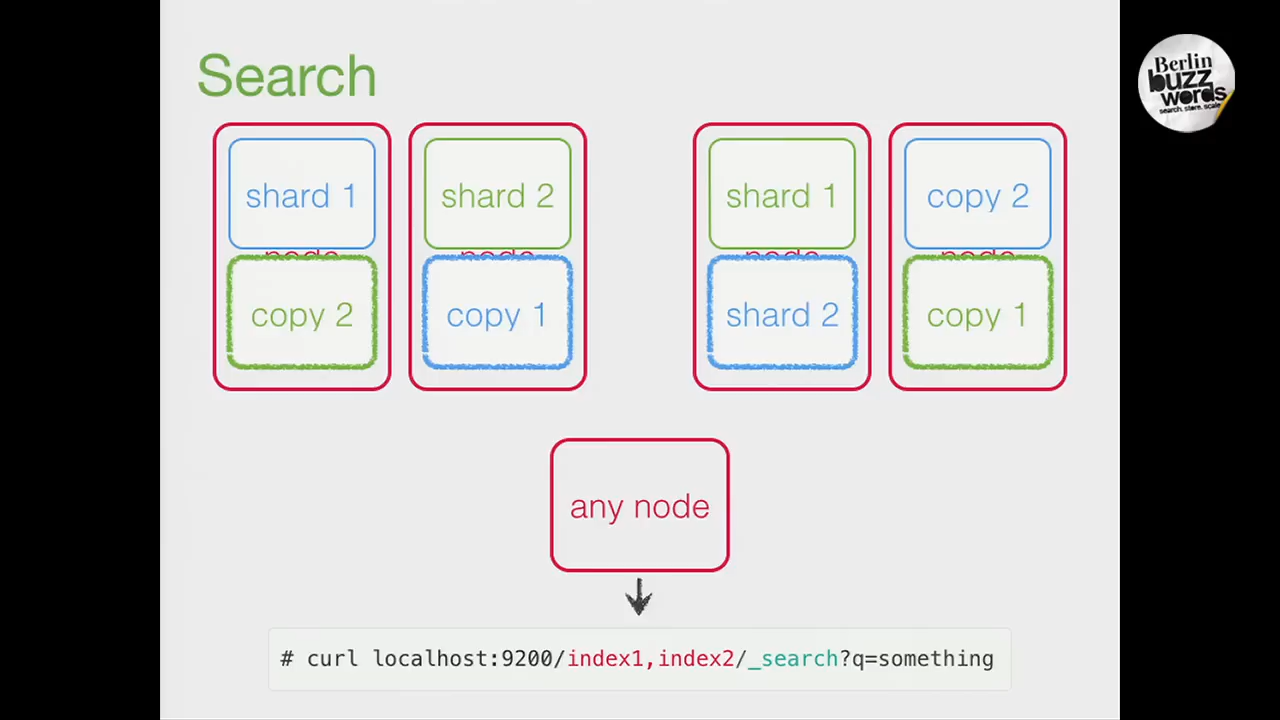 Search
Berlin
buzz
words
search. store. scale
shard 1
shard 2
shard 1
copy 2
node
node
node
node
copy 2
copy 1
shard 2
copy 1
any node
# curl localhost:9200/index1,index2/_search?q=something